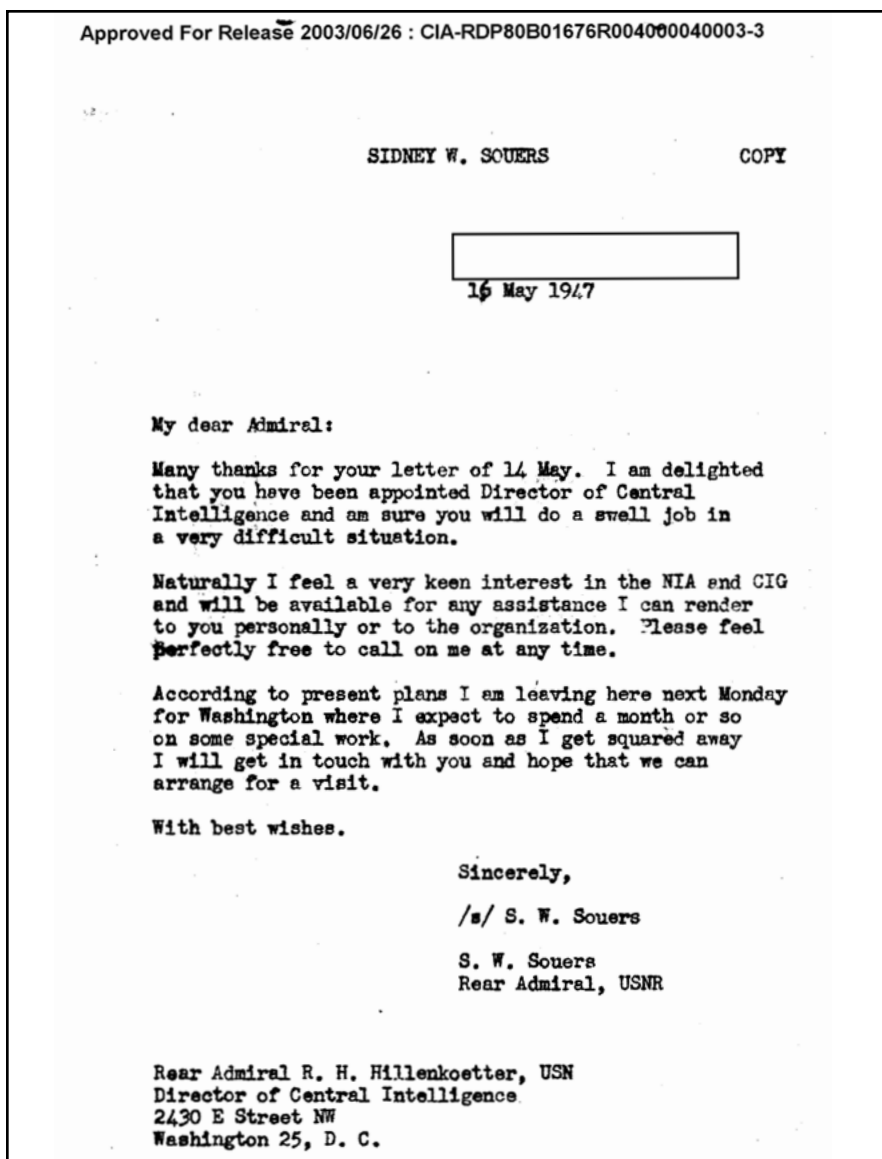 Approved For Release 2003/06/26 : CIA-RDP80B01676R004000040003-3
SIDNEY W. SOUERS COPY
16 May 1947
My dear Admiral:
Many thanks for your letter of 14 May. I am delighted
that you have been appointed Director of Central
Intelligence and am sure you will do a swell job in
a very difficult situation.
Naturally I feel a very keen interest in the NIA and CIG
and will be available for any assistance I can render
to you personally or to the organization. Please feel
perfectly free to call on me at any time.
According to present plans I am leaving here next Monday
for Washington where I expect to spend a month or so
on some special work. As soon as I get squared away
I will get in touch with you and hope that we can
arrange for a visit.
With best wishes.
Sincerely,
/s/ S. W. Souers
S. W. Souers
Rear Admiral, USNR
Rear Admiral R. H. Hillenkoetter, USN
Director of Central Intelligence
2430 E Street NW
Washington 25, D. C.